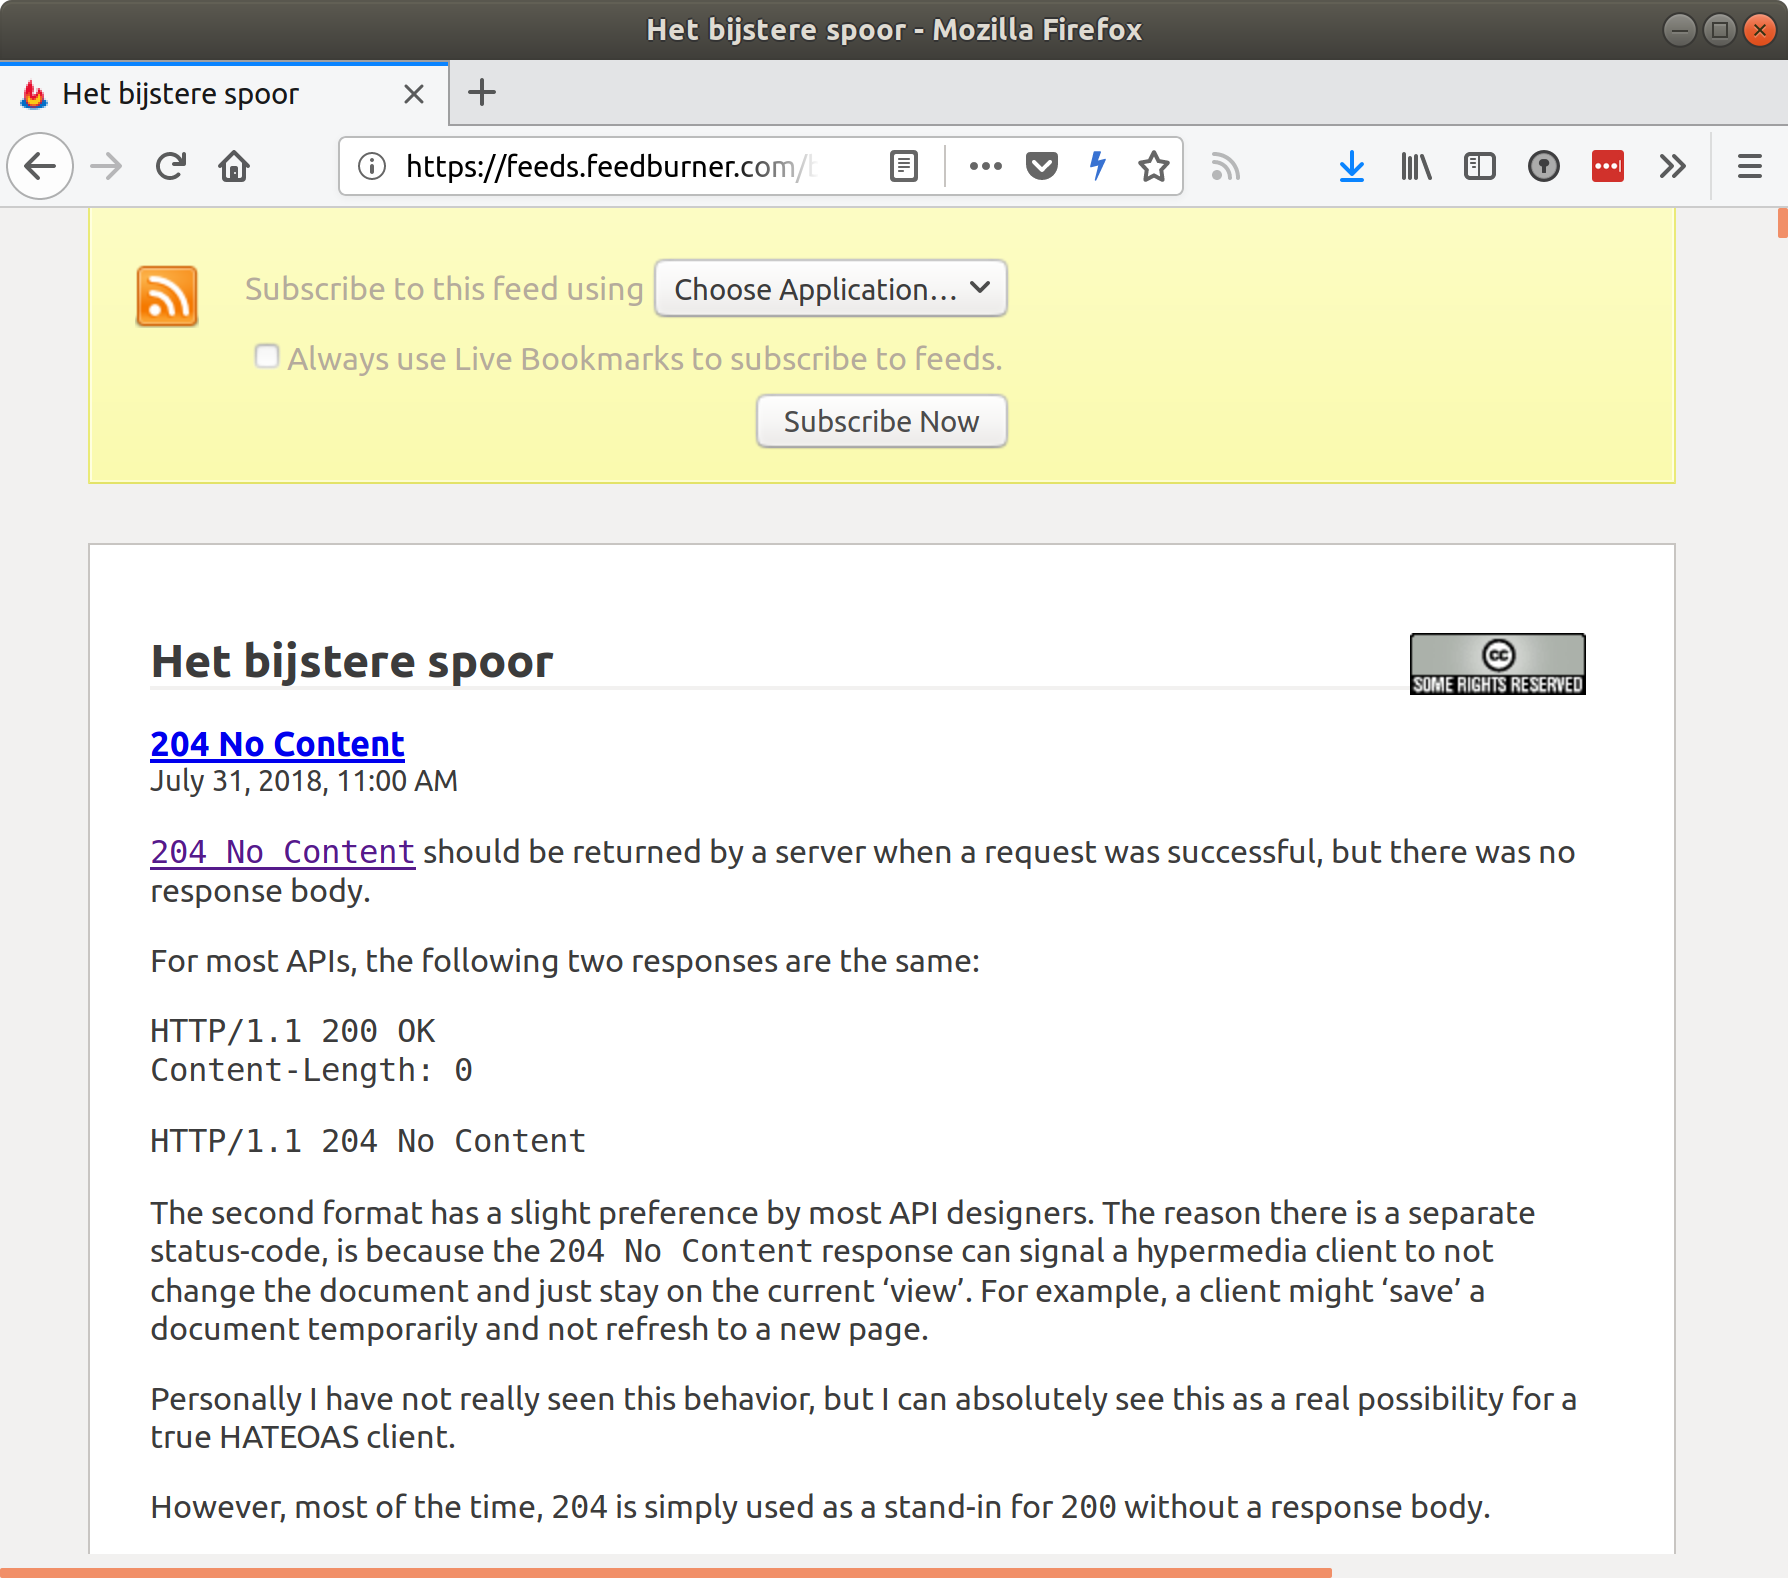 Het bijstere spoor - Mozilla Firefox
Het bijstere spoor
https://feeds.feedburner.com/
Subscribe to this feed using Choose Application...
Always use Live Bookmarks to subscribe to feeds.
Subscribe Now
Het bijstere spoor
cc
SOME RIGHTS RESERVED
204 No Content
July 31, 2018, 11:00 AM
204 No Content should be returned by a server when a request was successful, but there was no
response body.
For most APIs, the following two responses are the same:
HTTP/1.1 200 OK
Content-Length: 0
HTTP/1.1 204 No Content
The second format has a slight preference by most API designers. The reason there is a separate
status-code, is because the 204 No Content response can signal a hypermedia client to not
change the document and just stay on the current ‘view’. For example, a client might ‘save’ a
document temporarily and not refresh to a new page.
Personally I have not really seen this behavior, but I can absolutely see this as a real possibility for a
true HATEOAS client.
However, most of the time, 204 is simply used as a stand-in for 200 without a response body.